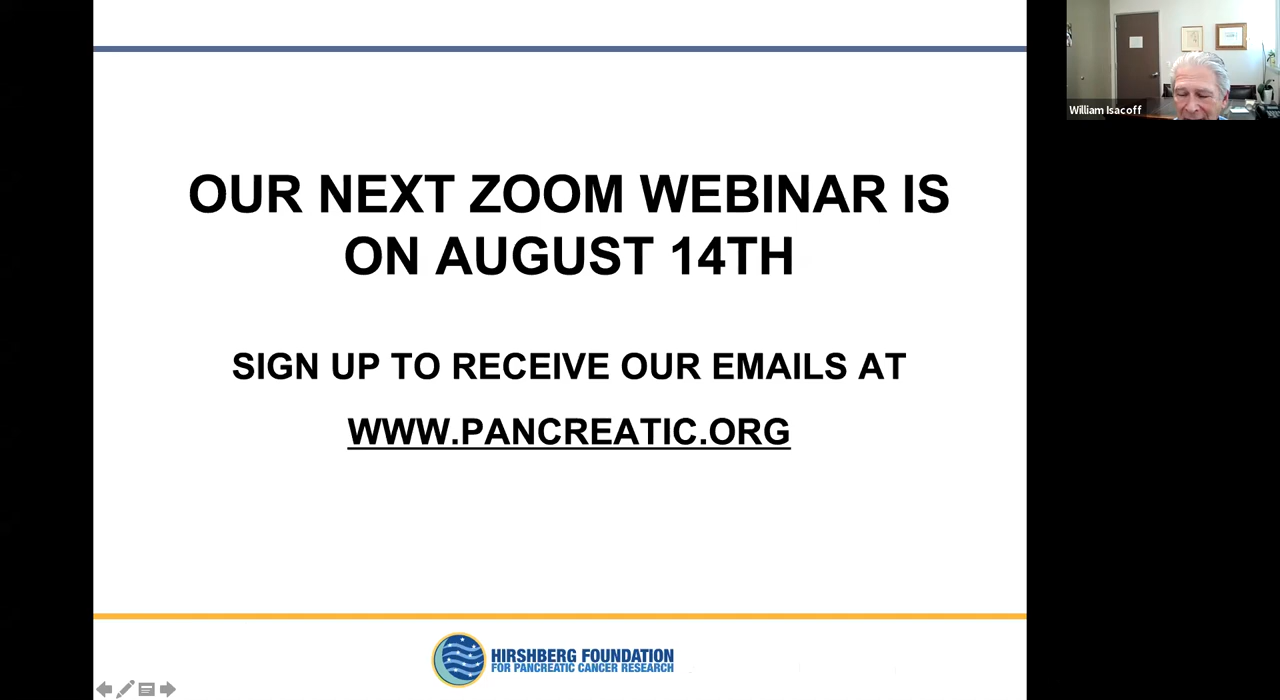 OUR NEXT ZOOM WEBINAR IS
ON AUGUST 14TH
SIGN UP TO RECEIVE OUR EMAILS AT
WWW.PANCREATIC.ORG
HIRSHBERG FOUNDATION
FOR PANCREATIC CANCER RESEARCH
William Isacoff